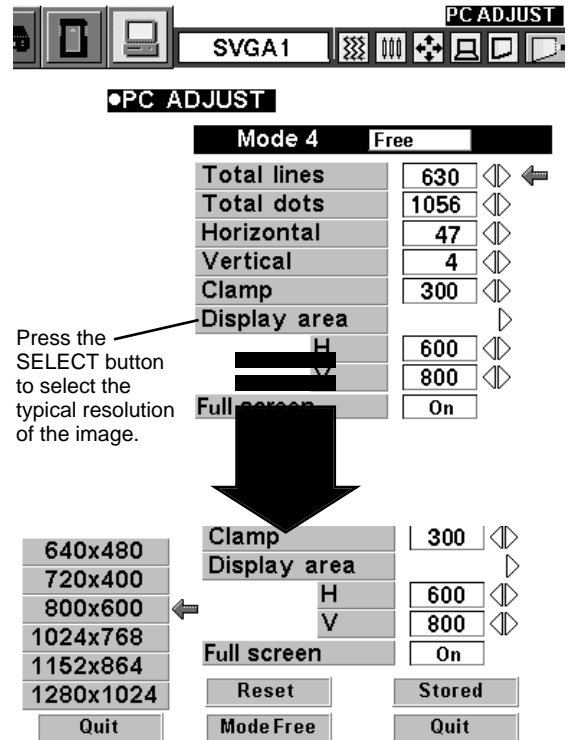 PC ADJUST
SVGA1
●PC ADJUST
Mode 4 Free
Total lines 630
Total dots 1056
Horizontal 47
Vertical 4
Clamp 300
Display area
H 600
V 800
Full screen On
Press the
SELECT button
to select the
typical resolution
of the image.
640x480
720x400
800x600
1024x768
1152x864
1280x1024
Quit
Clamp 300
Display area
H 600
V 800
Full screen On
Reset Stored
Mode Free Quit